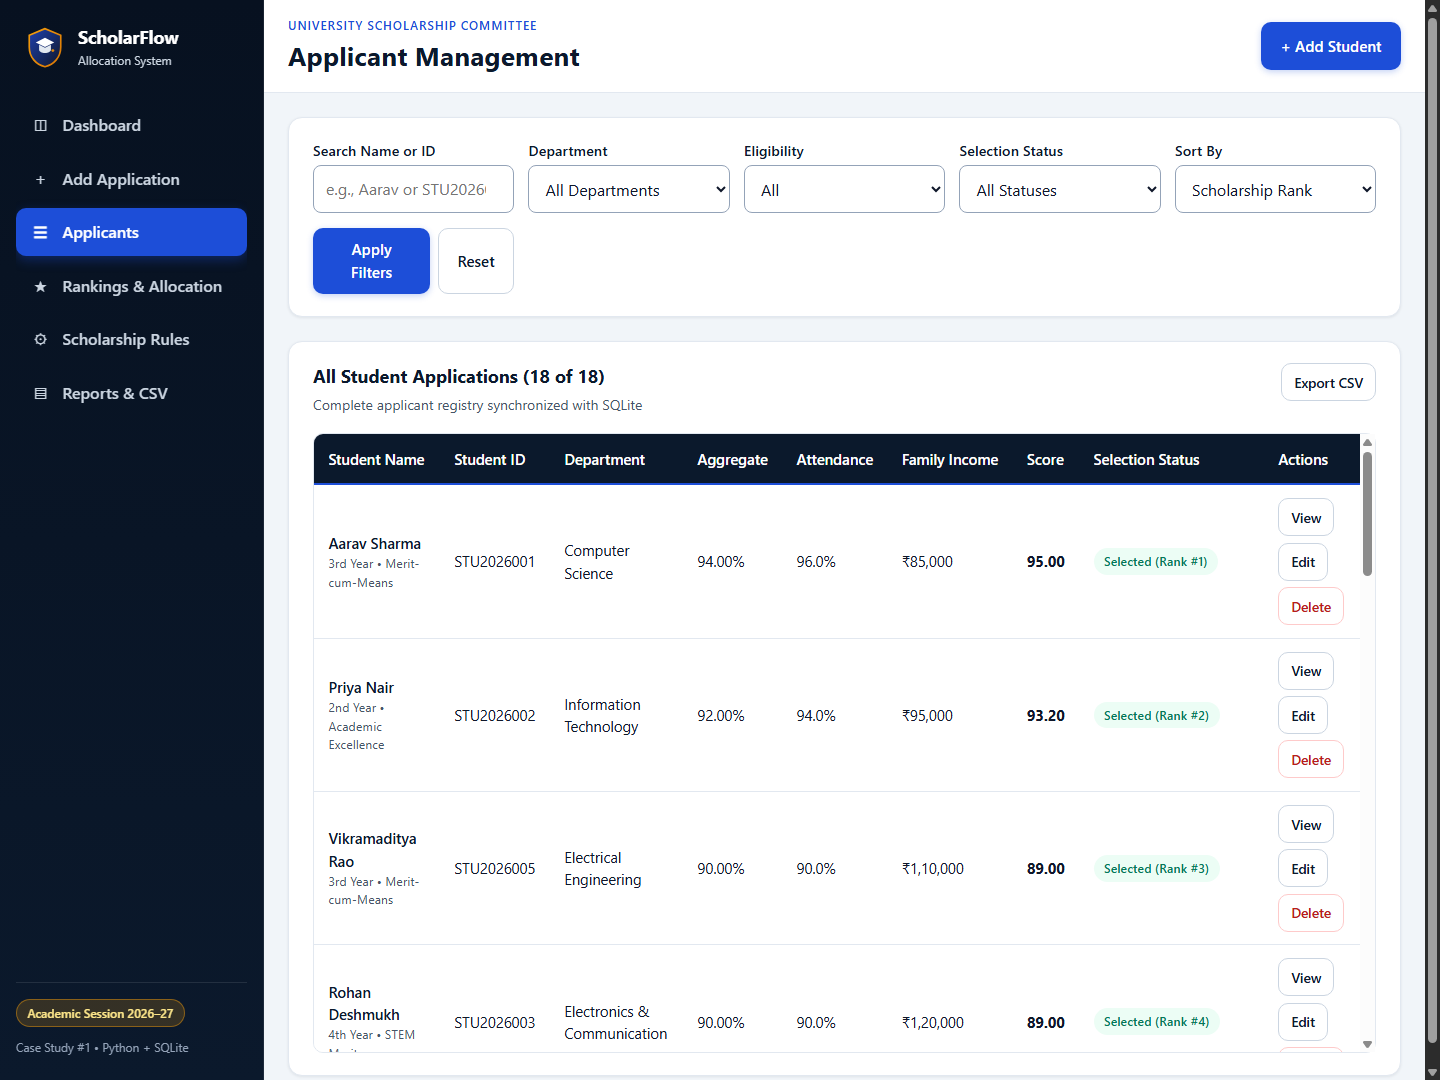 ScholarFlow
Allocation System
Dashboard
+ Add Application
Applicants
Rankings & Allocation
Scholarship Rules
Reports & CSV
Academic Session 2026–27
Case Study #1 • Python + SQLite
UNIVERSITY SCHOLARSHIP COMMITTEE
Applicant Management
+ Add Student
Search Name or ID
Department
Eligibility
Selection Status
Sort By
e.g., Aarav or STU2026
All Departments
All
All Statuses
Scholarship Rank
Apply
Filters
Reset
All Student Applications (18 of 18)
Complete applicant registry synchronized with SQLite
Export CSV
Student Name Student ID Department Aggregate Attendance Family Income Score Selection Status Actions
Aarav Sharma
3rd Year • Merit-
cum-Means
STU2026001
Computer
Science
94.00%
96.0%
₹85,000
95.00
Selected (Rank #1)
View
Edit
Delete
Priya Nair
2nd Year •
Academic
Excellence
STU2026002
Information
Technology
92.00%
94.0%
₹95,000
93.20
Selected (Rank #2)
View
Edit
Delete
Vikramaditya
Rao
3rd Year • Merit-
cum-Means
STU2026005
Electrical
Engineering
90.00%
90.0%
₹1,10,000
89.00
Selected (Rank #3)
View
Edit
Delete
Rohan
Deshmukh
4th Year • STEM
STU2026003
Electronics &
Communication
90.00%
90.0%
₹1,20,000
89.00
Selected (Rank #4)
View
Edit